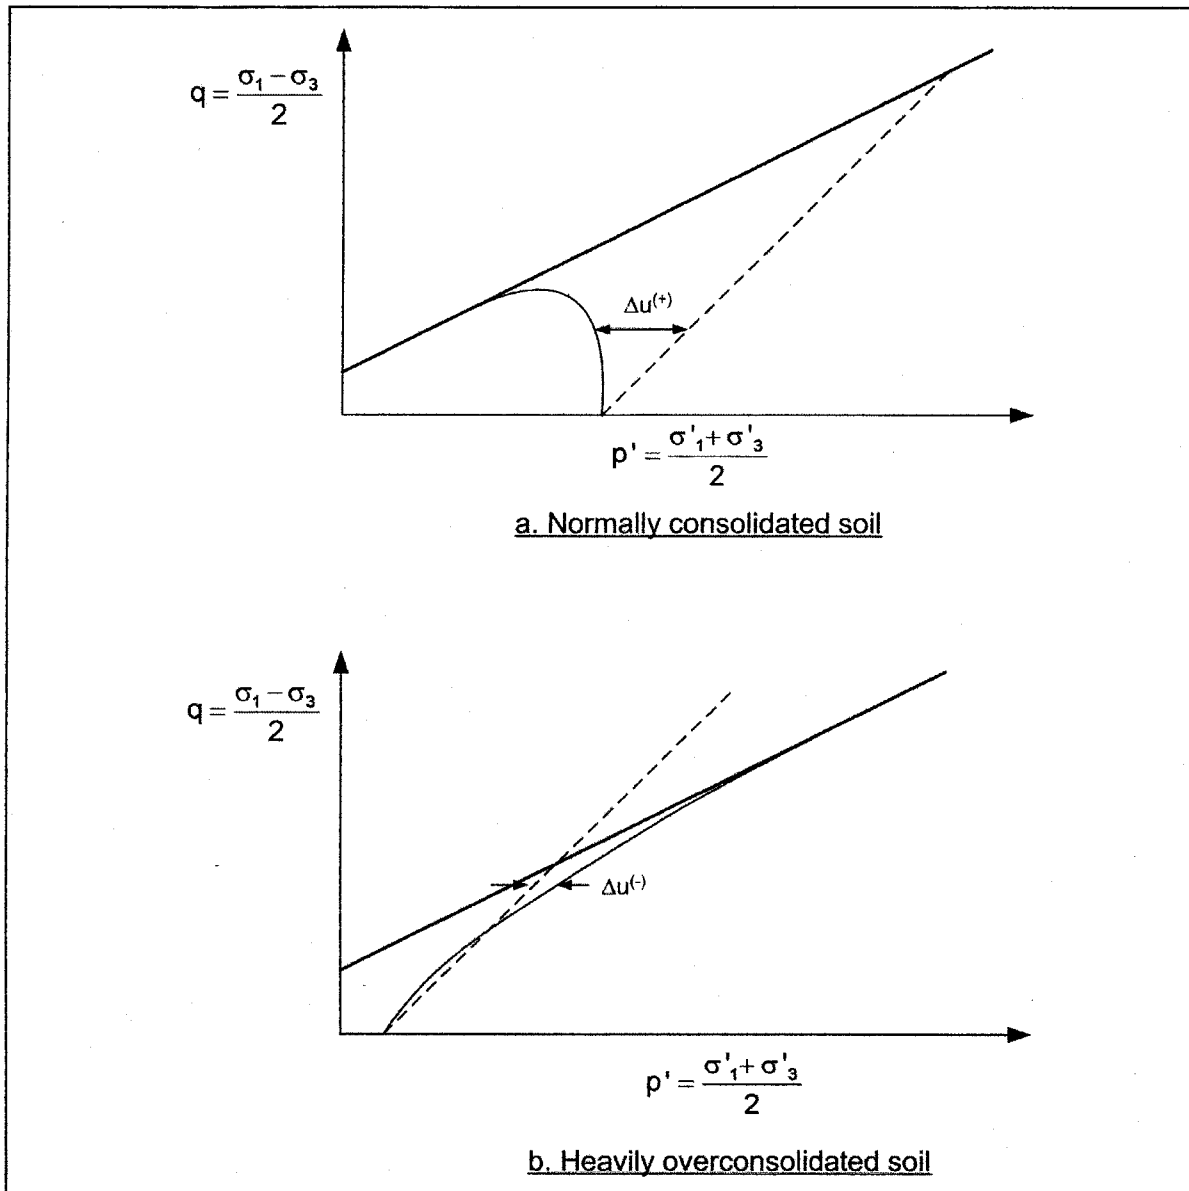 q = (σ₁ − σ₃) / 2
Δu⁽⁺⁾
p' = (σ'₁ + σ'₃) / 2
a. Normally consolidated soil
q = (σ₁ − σ₃) / 2
Δu⁽⁻⁾
p' = (σ'₁ + σ'₃) / 2
b. Heavily overconsolidated soil